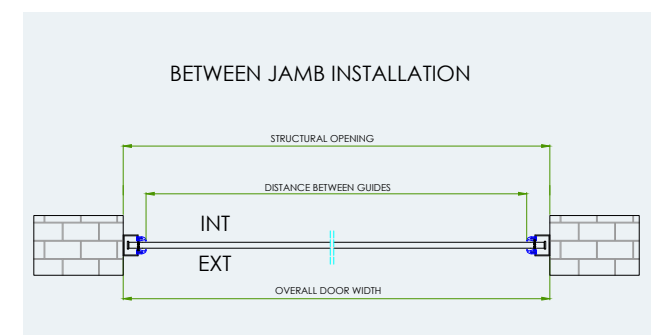 BETWEEN JAMB INSTALLATION
STRUCTURAL OPENING
DISTANCE BETWEEN GUIDES
INT
EXT
OVERALL DOOR WIDTH